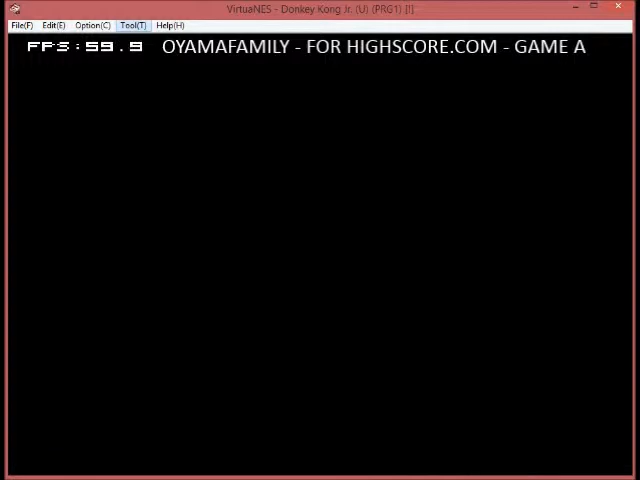 VirtuaNES - Donkey Kong Jr. (U) (PRG1) [!]
File(F) Edit(E) Option(C) Tool(T) Help(H)
FPS:59.9 OYAMAFAMILY - FOR HIGHSCORE.COM - GAME A